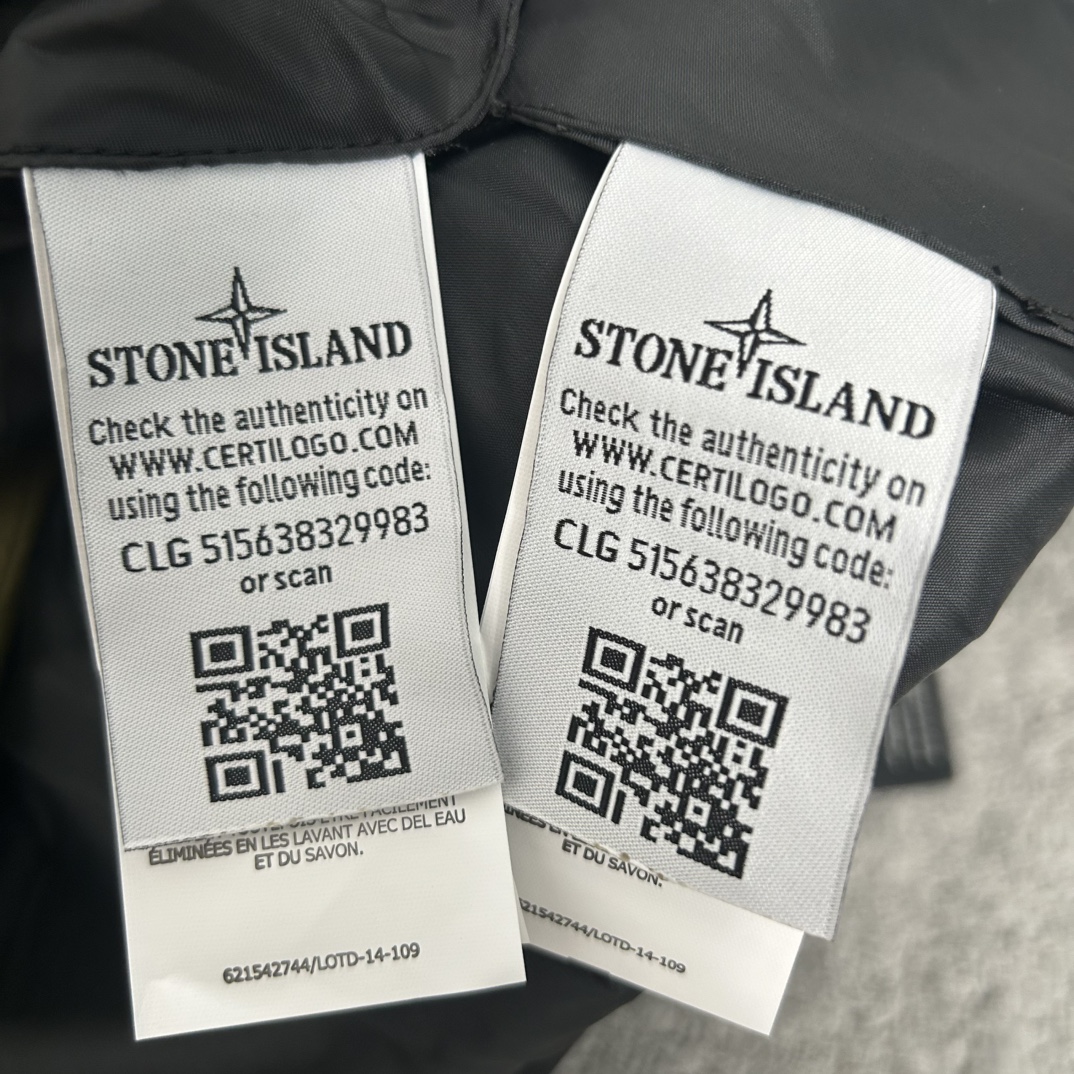 STONE ISLAND
Check the authenticity on
WWW.CERTILOGO.COM
using the following code:
CLG 515638329983
or scan
ÉLIMINÉES EN LES LAVANT AVEC DEL EAU
ET DU SAVON.
621542744/LOTD-14-109
STONE ISLAND
Check the authenticity on
WWW.CERTILOGO.COM
using the following code:
CLG 515638329983
or scan
ET DU SAVON.
21542744/LOTD-14-109